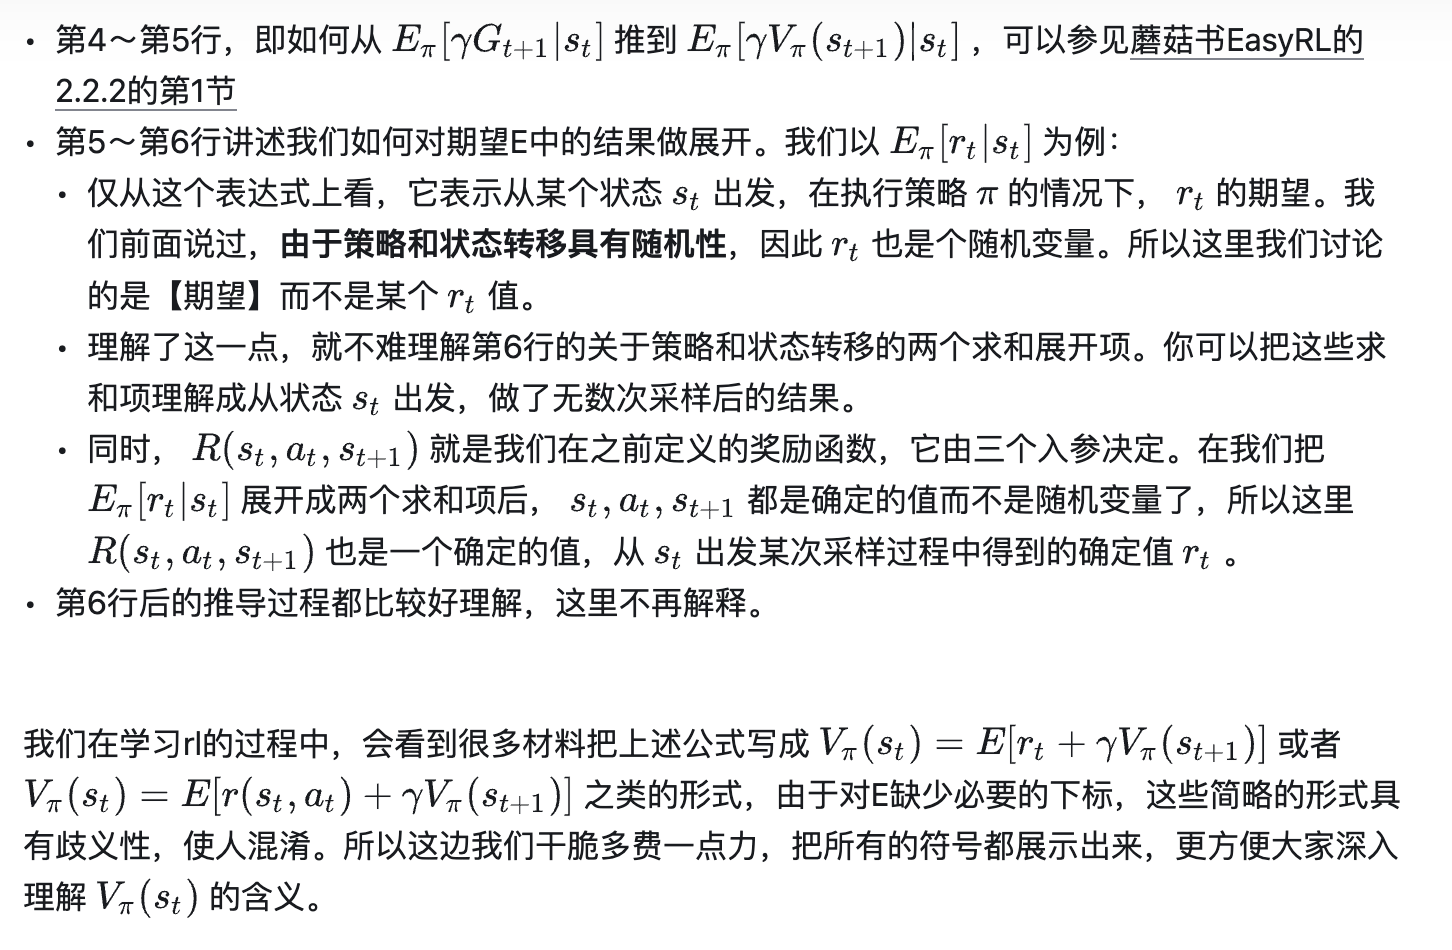 • 第4～第5行，即如何从 $E_\pi[\gamma G_{t+1}|s_t]$ 推到 $E_\pi[\gamma V_\pi(s_{t+1})|s_t]$ ，可以参见蘑菇书EasyRL的
2.2.2的第1节
• 第5～第6行讲述我们如何对期望E中的结果做展开。我们以 $E_\pi[r_t|s_t]$ 为例：
• 仅从这个表达式上看，它表示从某个状态 $s_t$ 出发，在执行策略 $\pi$ 的情况下， $r_t$ 的期望。我
们前面说过，由于策略和状态转移具有随机性，因此 $r_t$ 也是个随机变量。所以这里我们讨论
的是【期望】而不是某个 $r_t$ 值。
• 理解了这一点，就不难理解第6行的关于策略和状态转移的两个求和展开项。你可以把这些求
和项理解成从状态 $s_t$ 出发，做了无数次采样后的结果。
• 同时， $R(s_t, a_t, s_{t+1})$ 就是我们在之前定义的奖励函数，它由三个入参决定。在我们把
$E_\pi[r_t|s_t]$ 展开成两个求和项后， $s_t, a_t, s_{t+1}$ 都是确定的值而不是随机变量了，所以这里
$R(s_t, a_t, s_{t+1})$ 也是一个确定的值，从 $s_t$ 出发某次采样过程中得到的确定值 $r_t$ 。
• 第6行后的推导过程都比较好理解，这里不再解释。
我们在学习rl的过程中，会看到很多材料把上述公式写成 $V_\pi(s_t) = E[r_t + \gamma V_\pi(s_{t+1})]$ 或者
$V_\pi(s_t) = E[r(s_t, a_t) + \gamma V_\pi(s_{t+1})]$ 之类的形式，由于对E缺少必要的下标，这些简略的形式具
有歧义性，使人混淆。所以这边我们干脆多费一点力，把所有的符号都展示出来，更方便大家深入
理解 $V_\pi(s_t)$ 的含义。